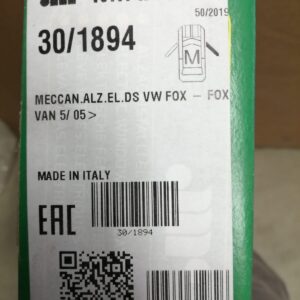 50/2019
30/1894
M
MECCAN.ALZ.EL.DS VW FOX - FOX
VAN 5/ 05>
MADE IN ITALY
EAC
30/1894